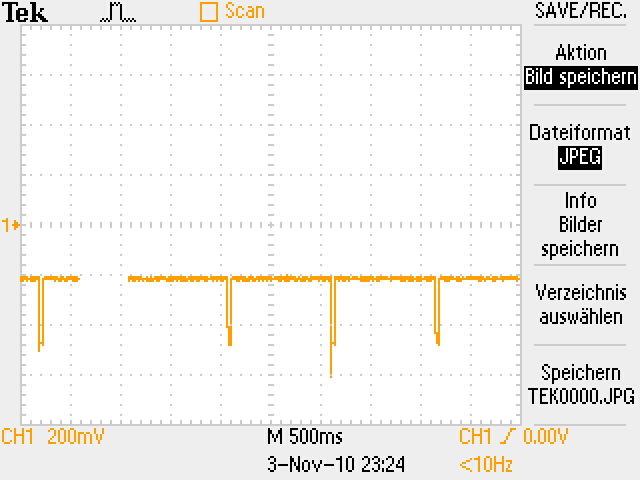 Tek
Scan
SAVE/REC.
Aktion
Bild speichern
Dateiformat
JPEG
Info
Bilder
speichern
Verzeichnis
auswählen
Speichern
TEK0000.JPG
1
CH1 200mV
M 500ms
CH1 0.00V
3-Nov-10 23:24
<10Hz